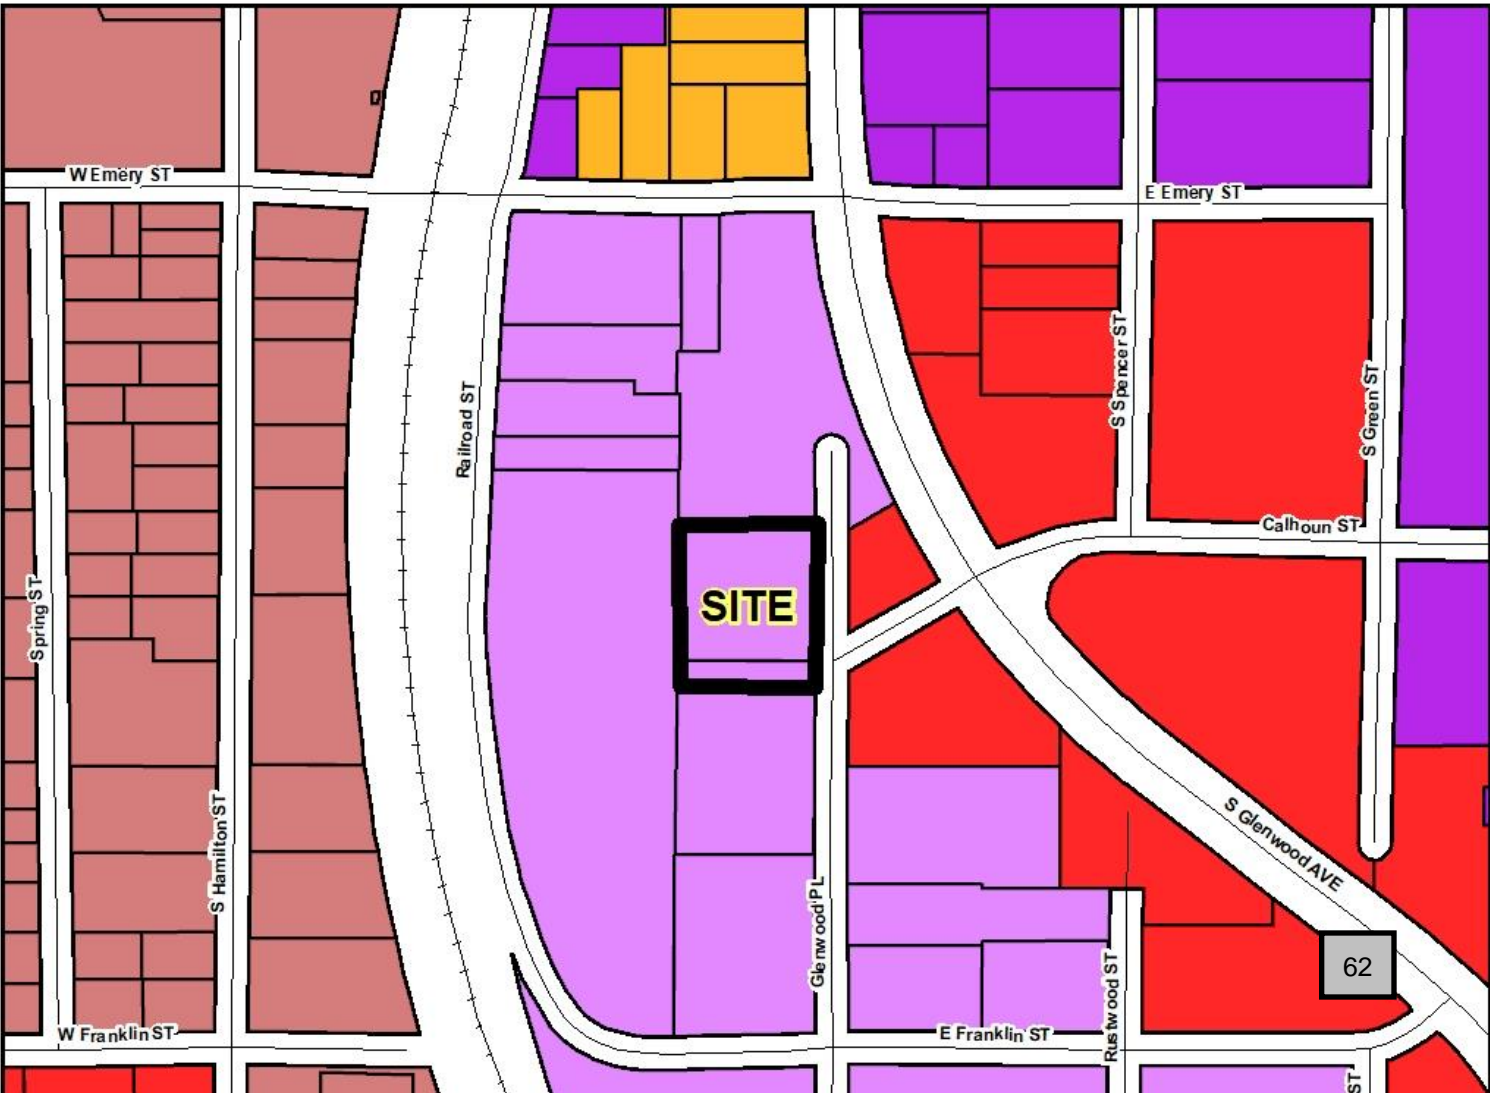 W Emery ST
E Emery ST
S Spencer ST
S Green ST
Railroad ST
Calhoun ST
Spring ST
SITE
S Hamilton ST
S Glenwood AVE
Glenwood PL
62
Rustwood ST
W Franklin ST
E Franklin ST
ST